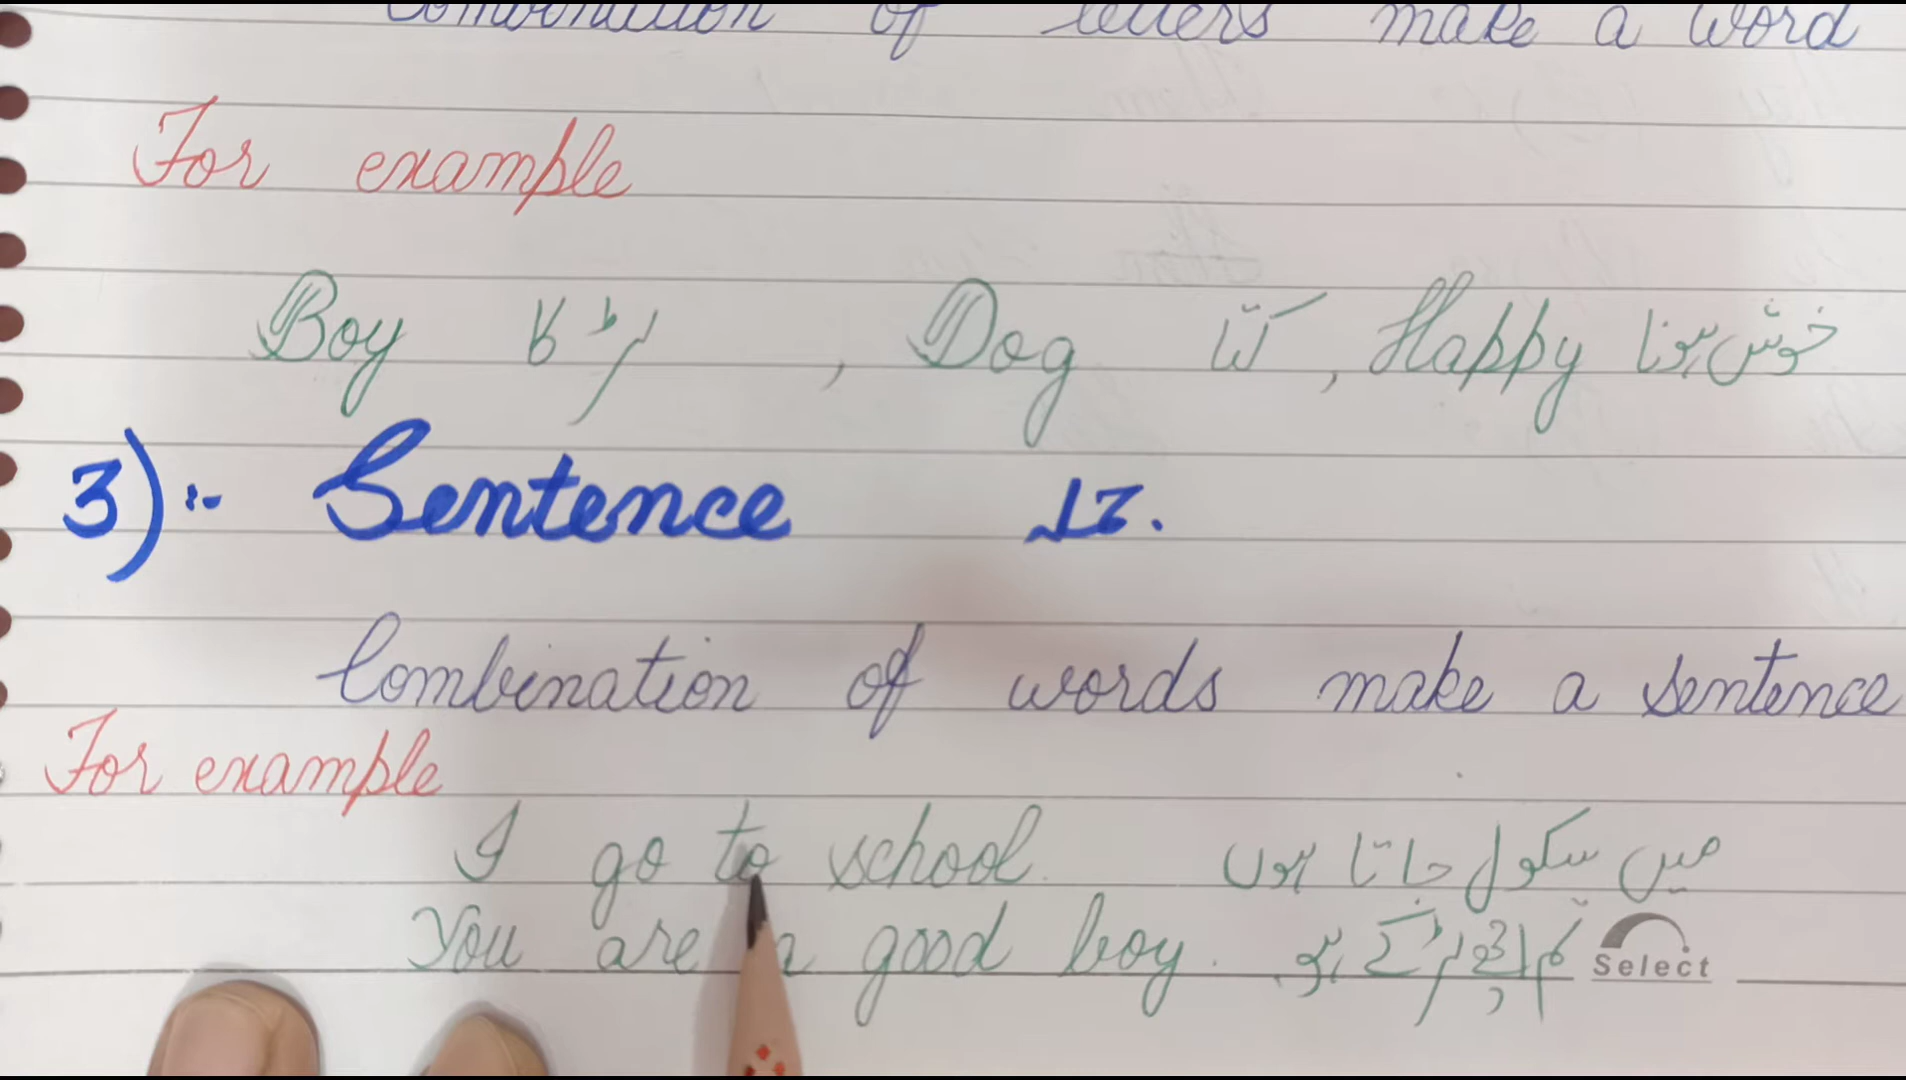 Combination of letters make a word
For example
Boy لڑکا , Dog کتّا , Happy خوش ہونا
3):- Sentence جملہ
Combination of words make a sentence
For example
I go to school. میں سکول جاتا ہوں
You are a good boy. تم اچھے لڑکے ہو
Select